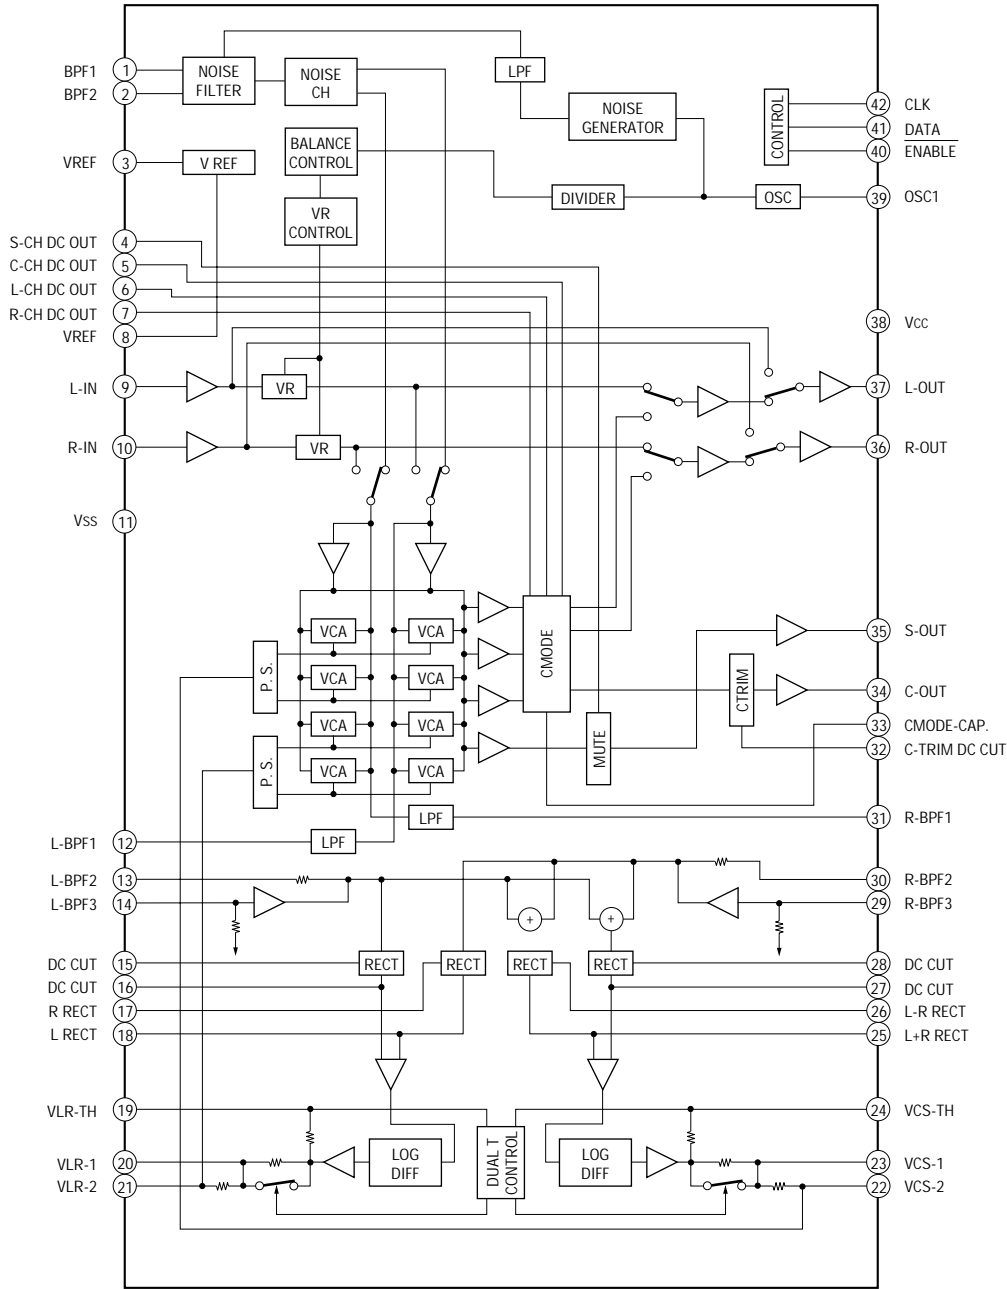 BPF1 1
BPF2 2
VREF 3
S-CH DC OUT 4
C-CH DC OUT 5
L-CH DC OUT 6
R-CH DC OUT 7
VREF 8
L-IN 9
R-IN 10
VSS 11
L-BPF1 12
L-BPF2 13
L-BPF3 14
DC CUT 15
DC CUT 16
R RECT 17
L RECT 18
VLR-TH 19
VLR-1 20
VLR-2 21
NOISE
FILTER
NOISE
CH
LPF
NOISE
GENERATOR
CONTROL
V REF
BALANCE
CONTROL
DIVIDER
OSC
VR
CONTROL
VR
VR
VCA
VCA
P. S.
VCA
VCA
VCA
VCA
P. S.
VCA
VCA
CMODE
MUTE
CTRIM
LPF
LPF
+
+
RECT
RECT
RECT
RECT
LOG
DIFF
DUAL T
CONTROL
LOG
DIFF
42 CLK
41 DATA
40 ENABLE
39 OSC1
38 VCC
37 L-OUT
36 R-OUT
35 S-OUT
34 C-OUT
33 CMODE-CAP.
32 C-TRIM DC CUT
31 R-BPF1
30 R-BPF2
29 R-BPF3
28 DC CUT
27 DC CUT
26 L-R RECT
25 L+R RECT
24 VCS-TH
23 VCS-1
22 VCS-2